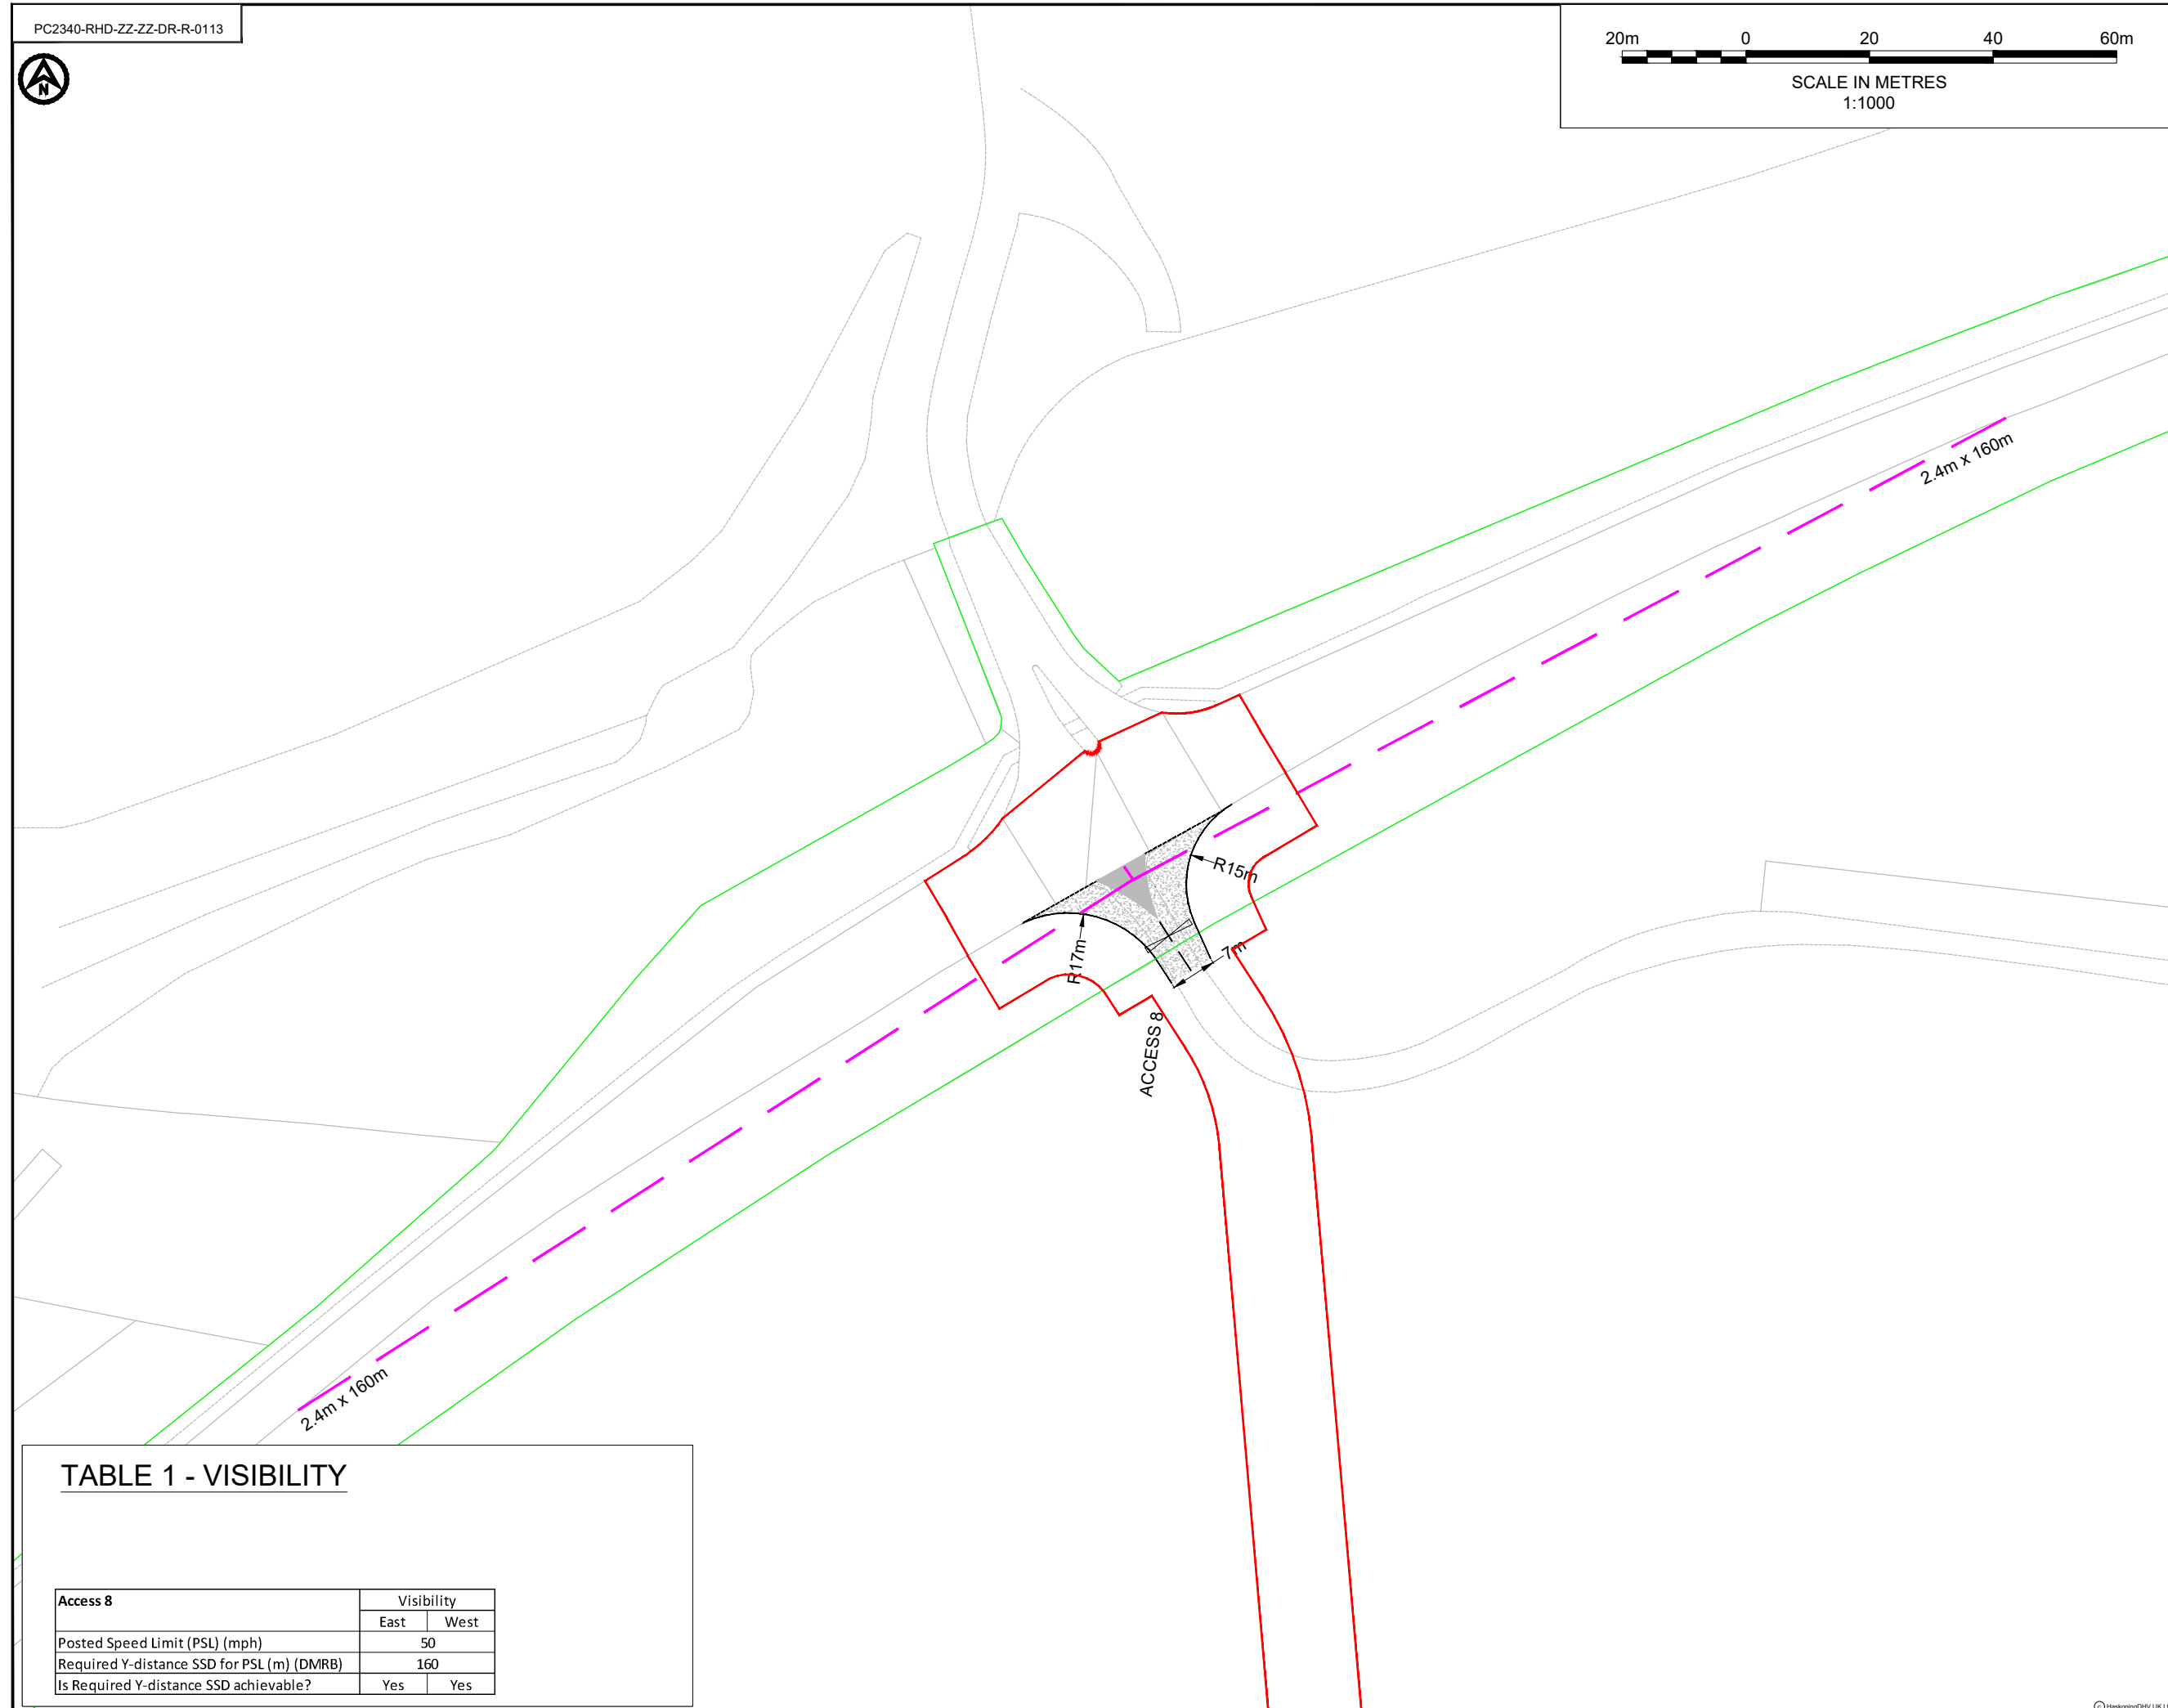 PC2340-RHD-ZZ-ZZ-DR-R-0113
N
20m 0 20 40 60m
SCALE IN METRES
1:1000
2.4m x 160m
R15m
R17m
7m
ACCESS 8
2.4m x 160m
TABLE 1 - VISIBILITY
Access 8 Visibility
East West
Posted Speed Limit (PSL) (mph) 50
Required Y-distance SSD for PSL (m) (DMRB) 160
Is Required Y-distance SSD achievable? Yes Yes
© HaskoningDHV UK